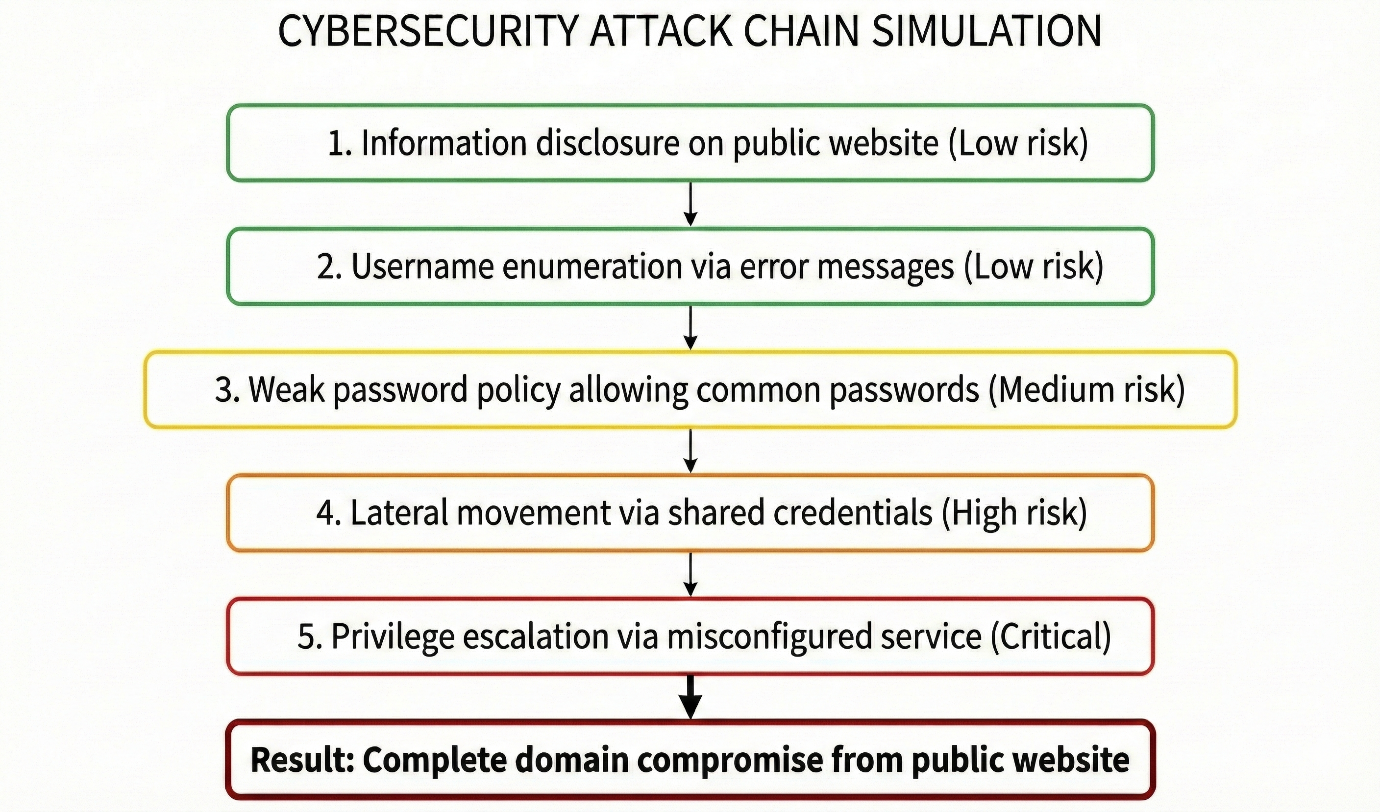 CYBERSECURITY ATTACK CHAIN SIMULATION
1. Information disclosure on public website (Low risk)
2. Username enumeration via error messages (Low risk)
3. Weak password policy allowing common passwords (Medium risk)
4. Lateral movement via shared credentials (High risk)
5. Privilege escalation via misconfigured service (Critical)
Result: Complete domain compromise from public website